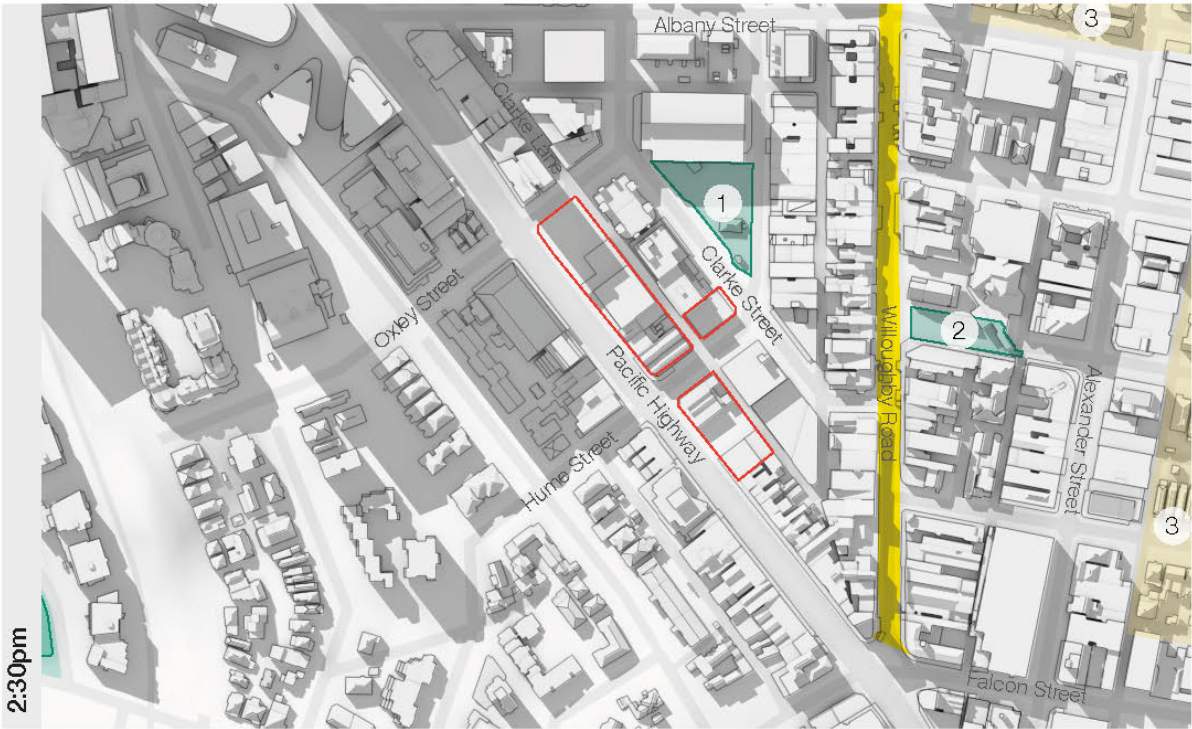 Albany Street
3
Clarke Lane
1
Clarke Street
Oxley Street
Willoughby Road
2
Pacific Highway
Alexander Street
Hume Street
3
2:30pm
Falcon Street